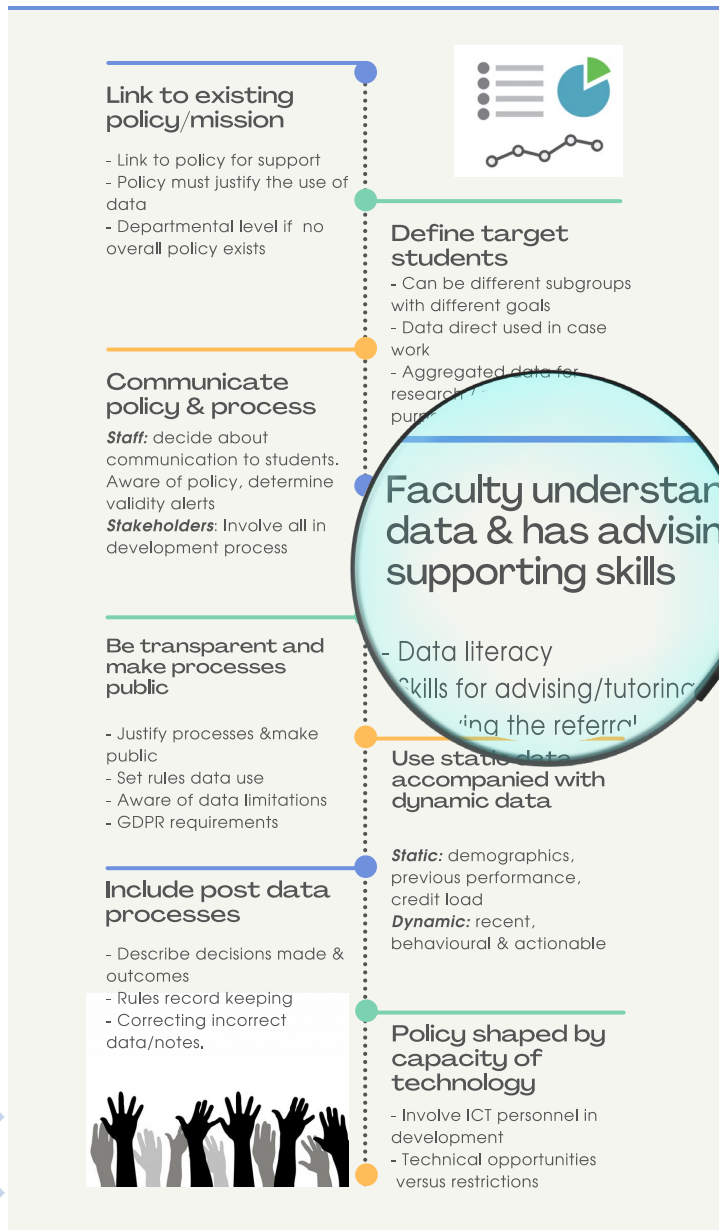 Link to existing
policy/mission
- Link to policy for support
- Policy must justify the use of
data
- Departmental level if no
overall policy exists
Define target
students
- Can be different subgroups
with different goals
- Data direct used in case
work
- Aggregated data for
research
Communicate
policy & process
Staff: decide about
communication to students.
Aware of policy, determine
validity alerts
Stakeholders: Involve all in
development process
Faculty
data & has
supporting skills
- Data literacy
Skills for advising/tutoring
the referral
Be transparent and
make processes
public
- Justify processes &make
public
- Set rules data use
- Aware of data limitations
- GDPR requirements
Use static data
accompanied with
dynamic data
Static: demographics,
previous performance,
credit load
Dynamic: recent,
behavioural & actionable
Include post data
processes
- Describe decisions made &
outcomes
- Rules record keeping
- Correcting incorrect
data/notes.
Policy shaped by
capacity of
technology
- Involve ICT personnel in
development
- Technical opportunities
versus restrictions